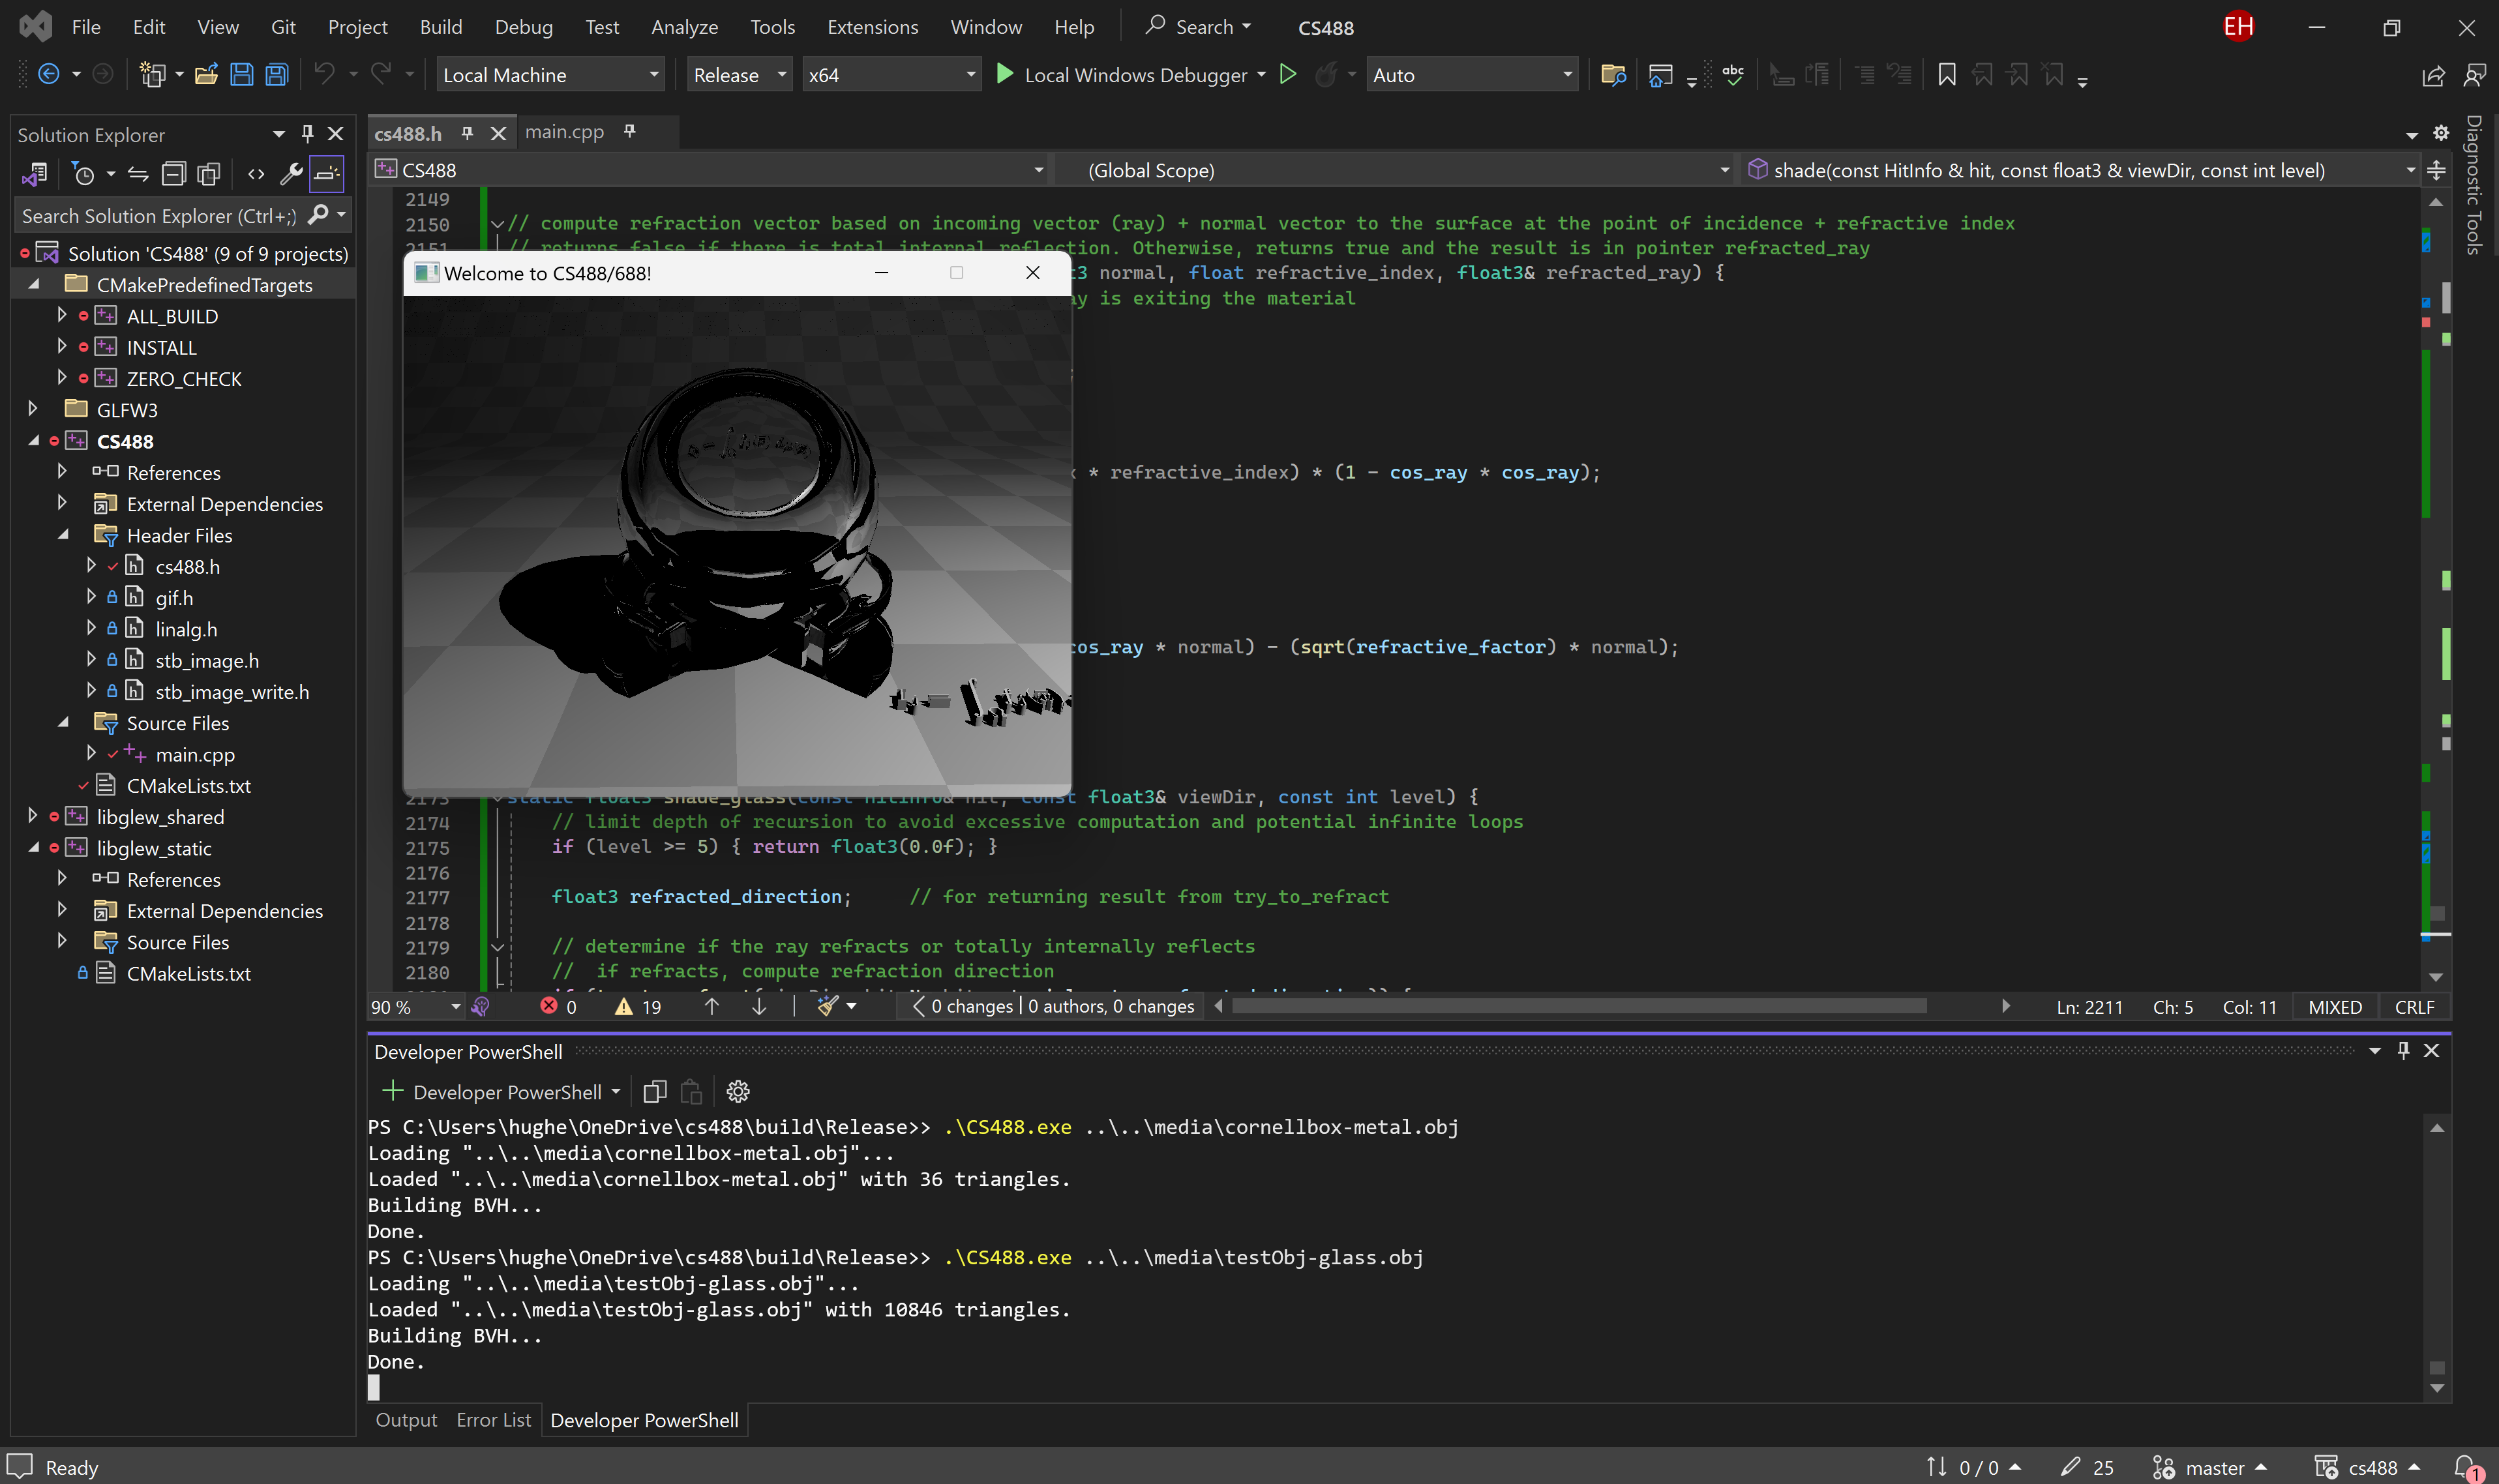 File Edit View Git Project Build Debug Test Analyze Tools Extensions Window Help Search CS488 EH
Local Machine Release x64 Local Windows Debugger Auto abc
Solution Explorer
Search Solution Explorer (Ctrl+;)
Solution 'CS488' (9 of 9 projects)
CMakePredefinedTargets
ALL_BUILD
INSTALL
ZERO_CHECK
GLFW3
CS488
References
External Dependencies
Header Files
cs488.h
gif.h
linalg.h
stb_image.h
stb_image_write.h
Source Files
main.cpp
CMakeLists.txt
libglew_shared
libglew_static
References
External Dependencies
Source Files
CMakeLists.txt
cs488.h main.cpp
CS488 (Global Scope) shade(const HitInfo & hit, const float3 & viewDir, const int level)
2149
2150 // compute refraction vector based on incoming vector (ray) + normal vector to the surface at the point of incidence + refractive index
2151 // returns false if there is total internal reflection. Otherwise, returns true and the result is in pointer refracted_ray
normal, float refractive_index, float3& refracted_ray) {
is exiting the material
* refractive_index) * (1 - cos_ray * cos_ray);
cos_ray * normal) - (sqrt(refractive_factor) * normal);
Welcome to CS488/688!
2173 static float3 shade_glass(const HitInfo& hit, const float3& viewDir, const int level) {
2174 // limit depth of recursion to avoid excessive computation and potential infinite loops
2175 if (level >= 5) { return float3(0.0f); }
2176
2177 float3 refracted_direction; // for returning result from try_to_refract
2178
2179 // determine if the ray refracts or totally internally reflects
2180 // if refracts, compute refraction direction
90 % 0 19 0 changes | 0 authors, 0 changes Ln: 2211 Ch: 5 Col: 11 MIXED CRLF
Developer PowerShell
Developer PowerShell
PS C:\Users\hughe\OneDrive\cs488\build\Release>> .\CS488.exe ..\..\media\cornellbox-metal.obj
Loading "..\..\media\cornellbox-metal.obj"...
Loaded "..\..\media\cornellbox-metal.obj" with 36 triangles.
Building BVH...
Done.
PS C:\Users\hughe\OneDrive\cs488\build\Release>> .\CS488.exe ..\..\media\testObj-glass.obj
Loading "..\..\media\testObj-glass.obj"...
Loaded "..\..\media\testObj-glass.obj" with 10846 triangles.
Building BVH...
Done.
Output Error List Developer PowerShell
Diagnostic Tools
Ready 0 / 0 25 master cs488 1